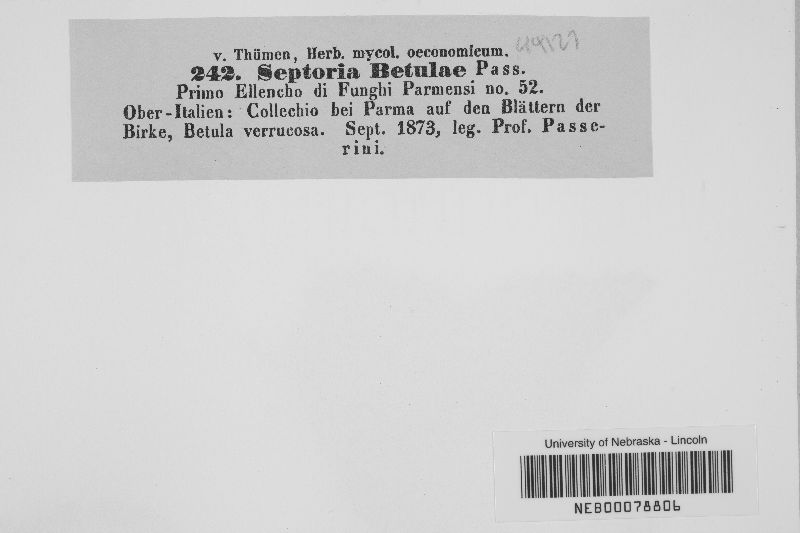 v. Thümen, Herb. mycol. oeconomicum.
242. Septoria Betulae Pass.
Primo Ellencho di Funghi Parmensi no. 52.
Ober-Italien: Collechio bei Parma auf den Blättern der
Birke, Betula verrucosa. Sept. 1873, leg. Prof. Passe-
rini.
University of Nebraska - Lincoln
NEB00078806